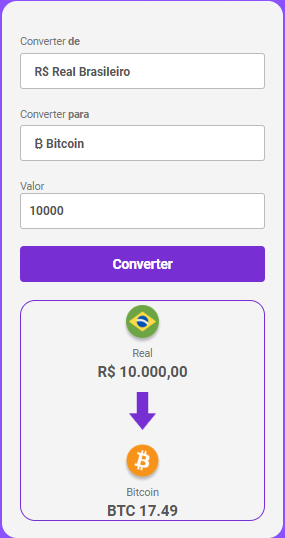 Converter de
R$ Real Brasileiro
Converter para
₿ Bitcoin
Valor
10000
Converter
Real
R$ 10.000,00
Bitcoin
BTC 17.49